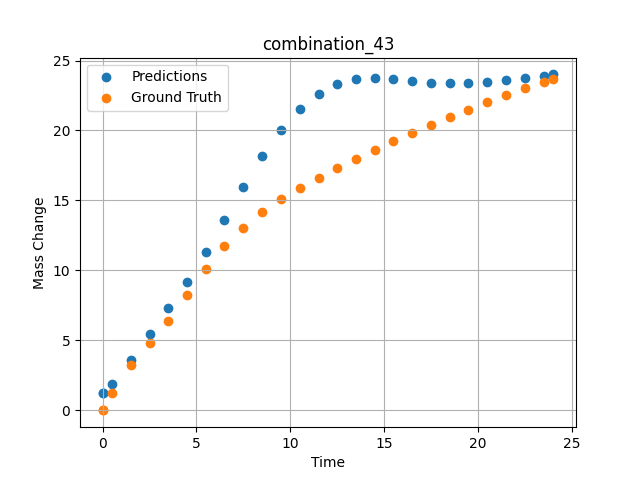 combination_43
Predictions
Ground Truth
Mass Change
25
20
15
10
5
0
0 5 10 15 20 25
Time